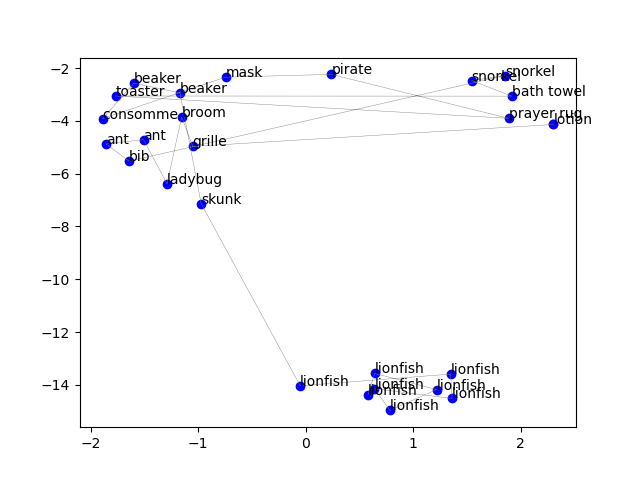 −2
−4
−6
−8
−10
−12
−14
−2
−1
0
1
2
beaker
mask
pirate
snorkel
snorkel
toaster
beaker
bath towel
consomme
broom
prayer rug
lotion
ant
ant
grille
bib
ladybug
skunk
lionfish
lionfish
lionfish
lionfish
lionfish
lionfish
lionfish
lionfish